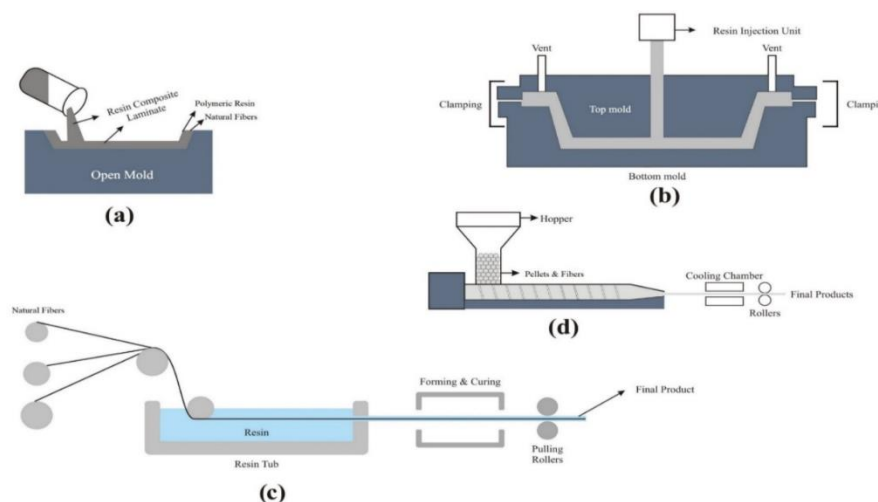 Resin Composite
Laminate
Polymeric Resin
Natural Fibers
Open Mold
(a)
Resin Injection Unit
Vent
Vent
Clamping
Top mold
Clampi
Bottom mold
(b)
Hopper
Pellets & Fibers
Cooling Chamber
Final Products
Rollers
(d)
Natural Fibers
Forming & Curing
Final Product
Resin
Pulling
Rollers
Resin Tub
(c)